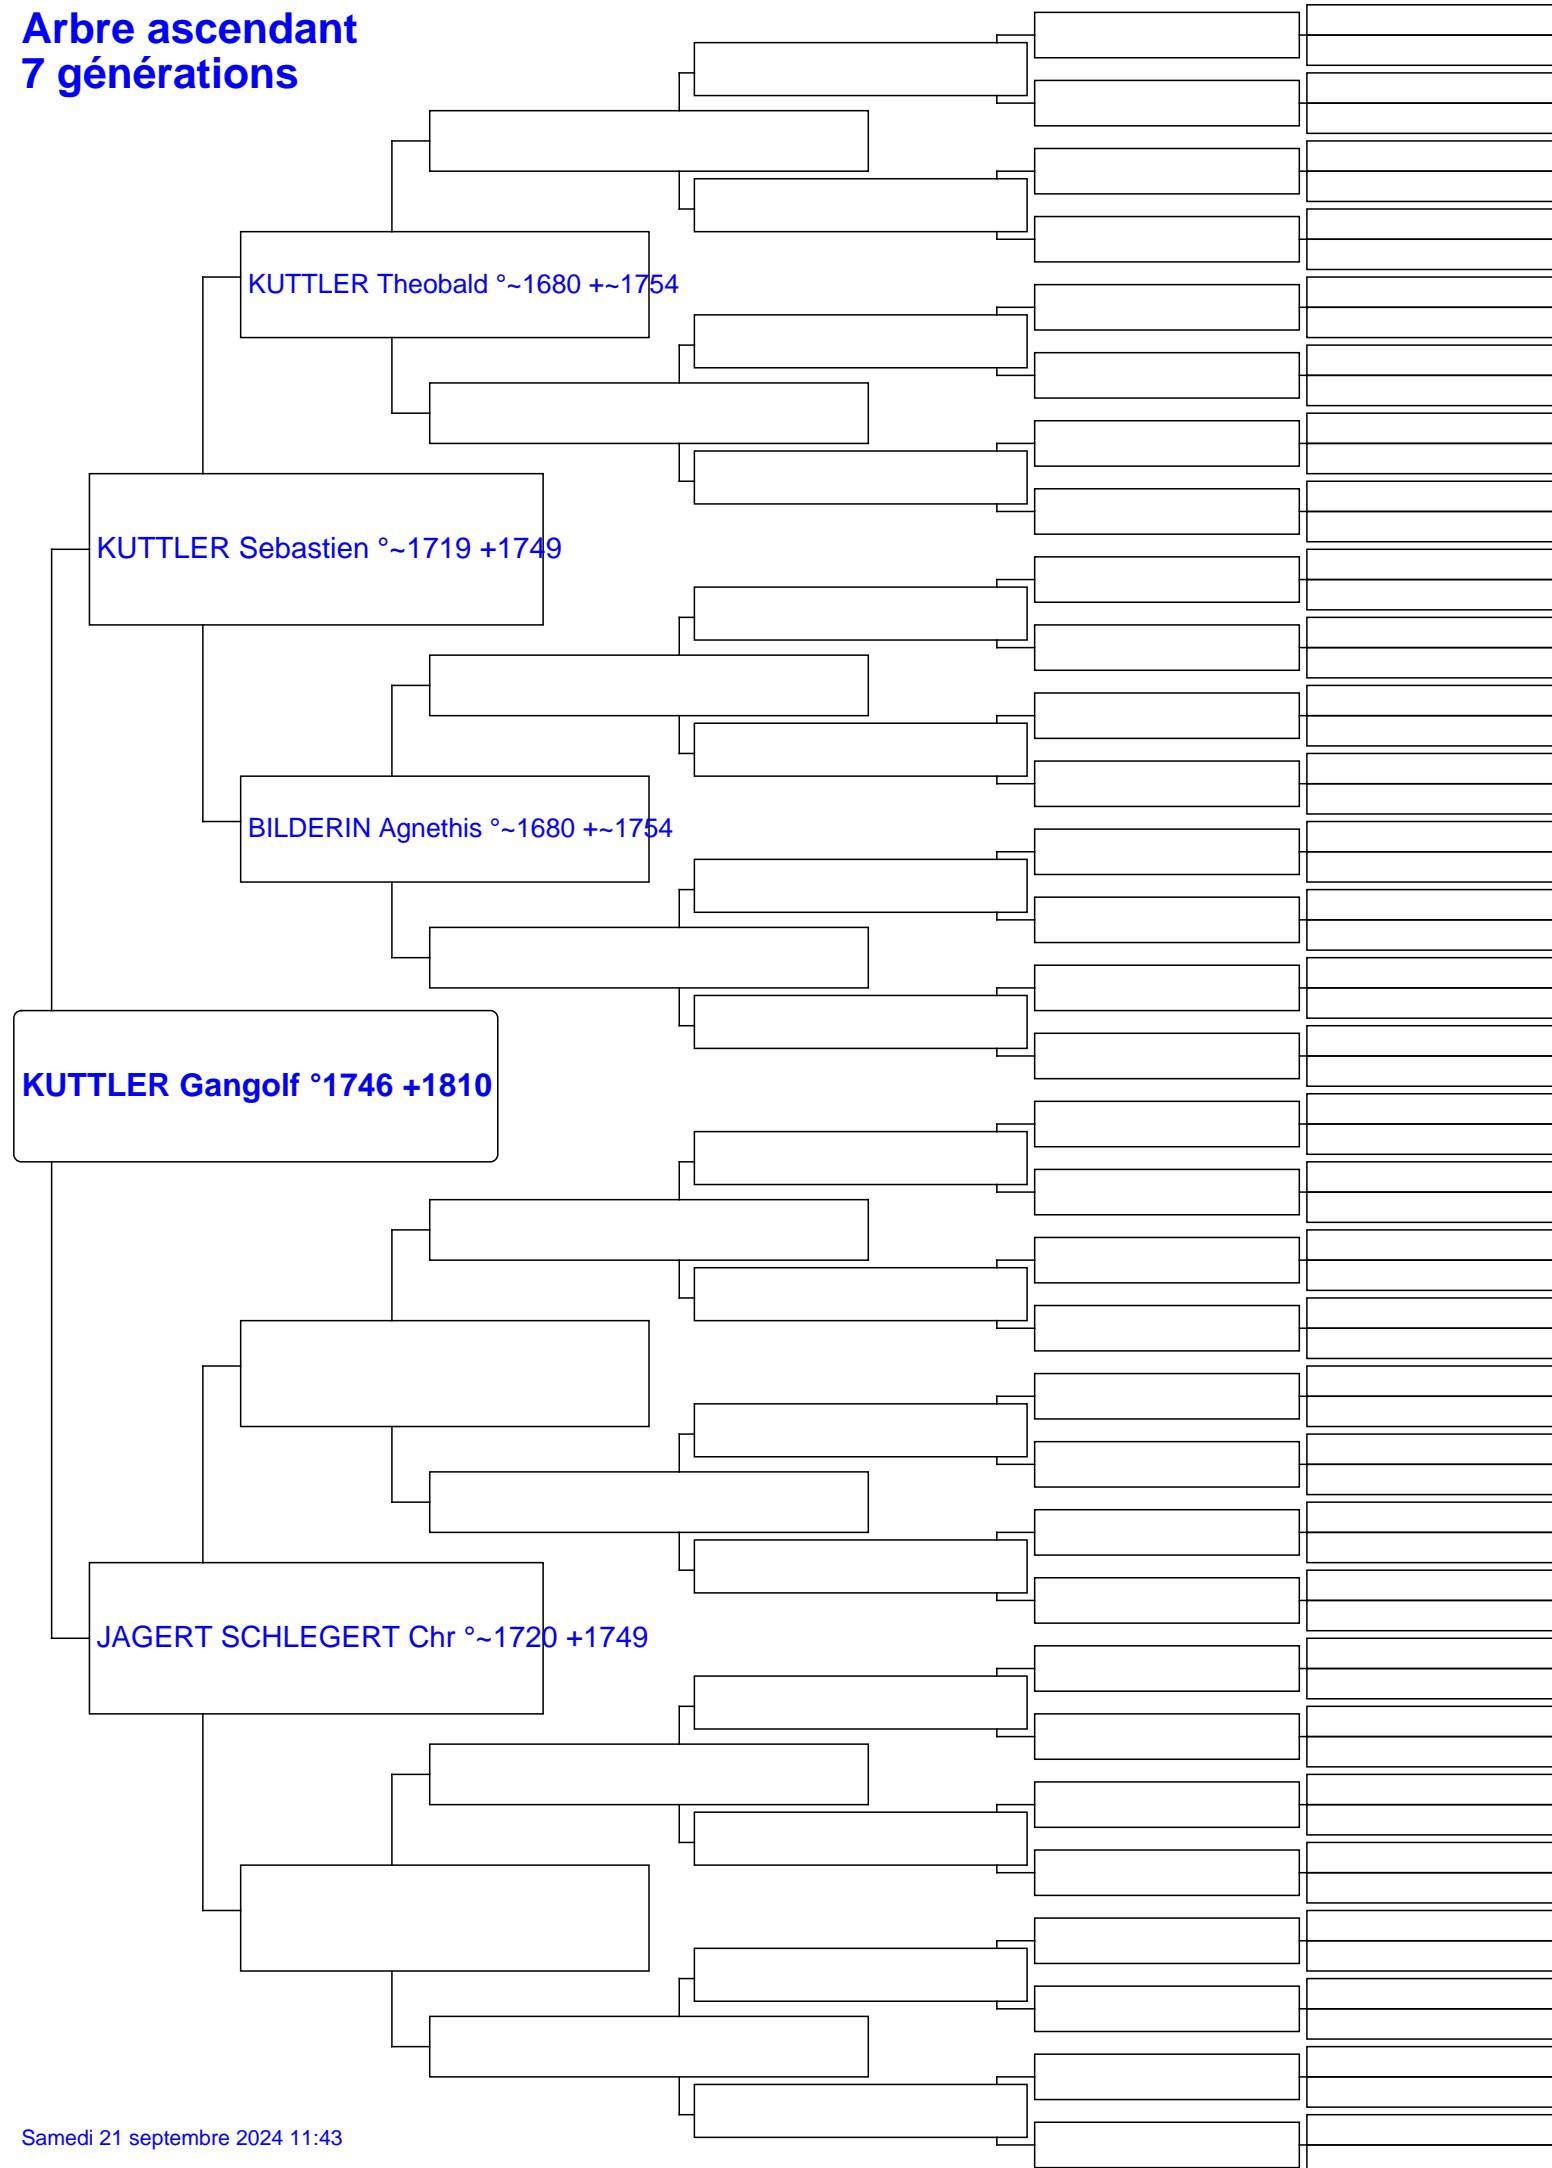 Arbre ascendant
7 générations
KUTTLER Theobald °~1680 +~1754
KUTTLER Sebastien °~1719 +1749
BILDERIN Agnethis °~1680 +~1754
KUTTLER Gangolf °1746 +1810
JAGERT SCHLEGERT Chr °~1720 +1749
Samedi 21 septembre 2024 11:43